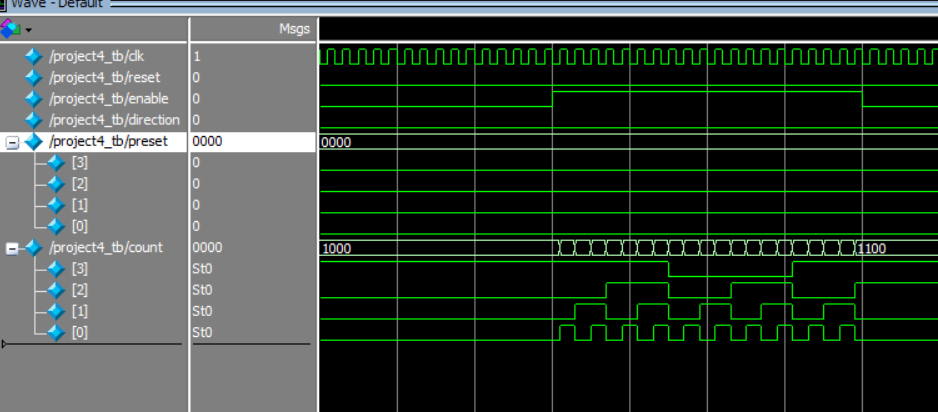 Wave - Default
Msgs
/project4_tb/clk 1
/project4_tb/reset 0
/project4_tb/enable 0
/project4_tb/direction 0
/project4_tb/preset 0000 0000
[3] 0
[2] 0
[1] 0
[0] 0
/project4_tb/count 0000 1000 1100
[3] St0
[2] St0
[1] St0
[0] St0